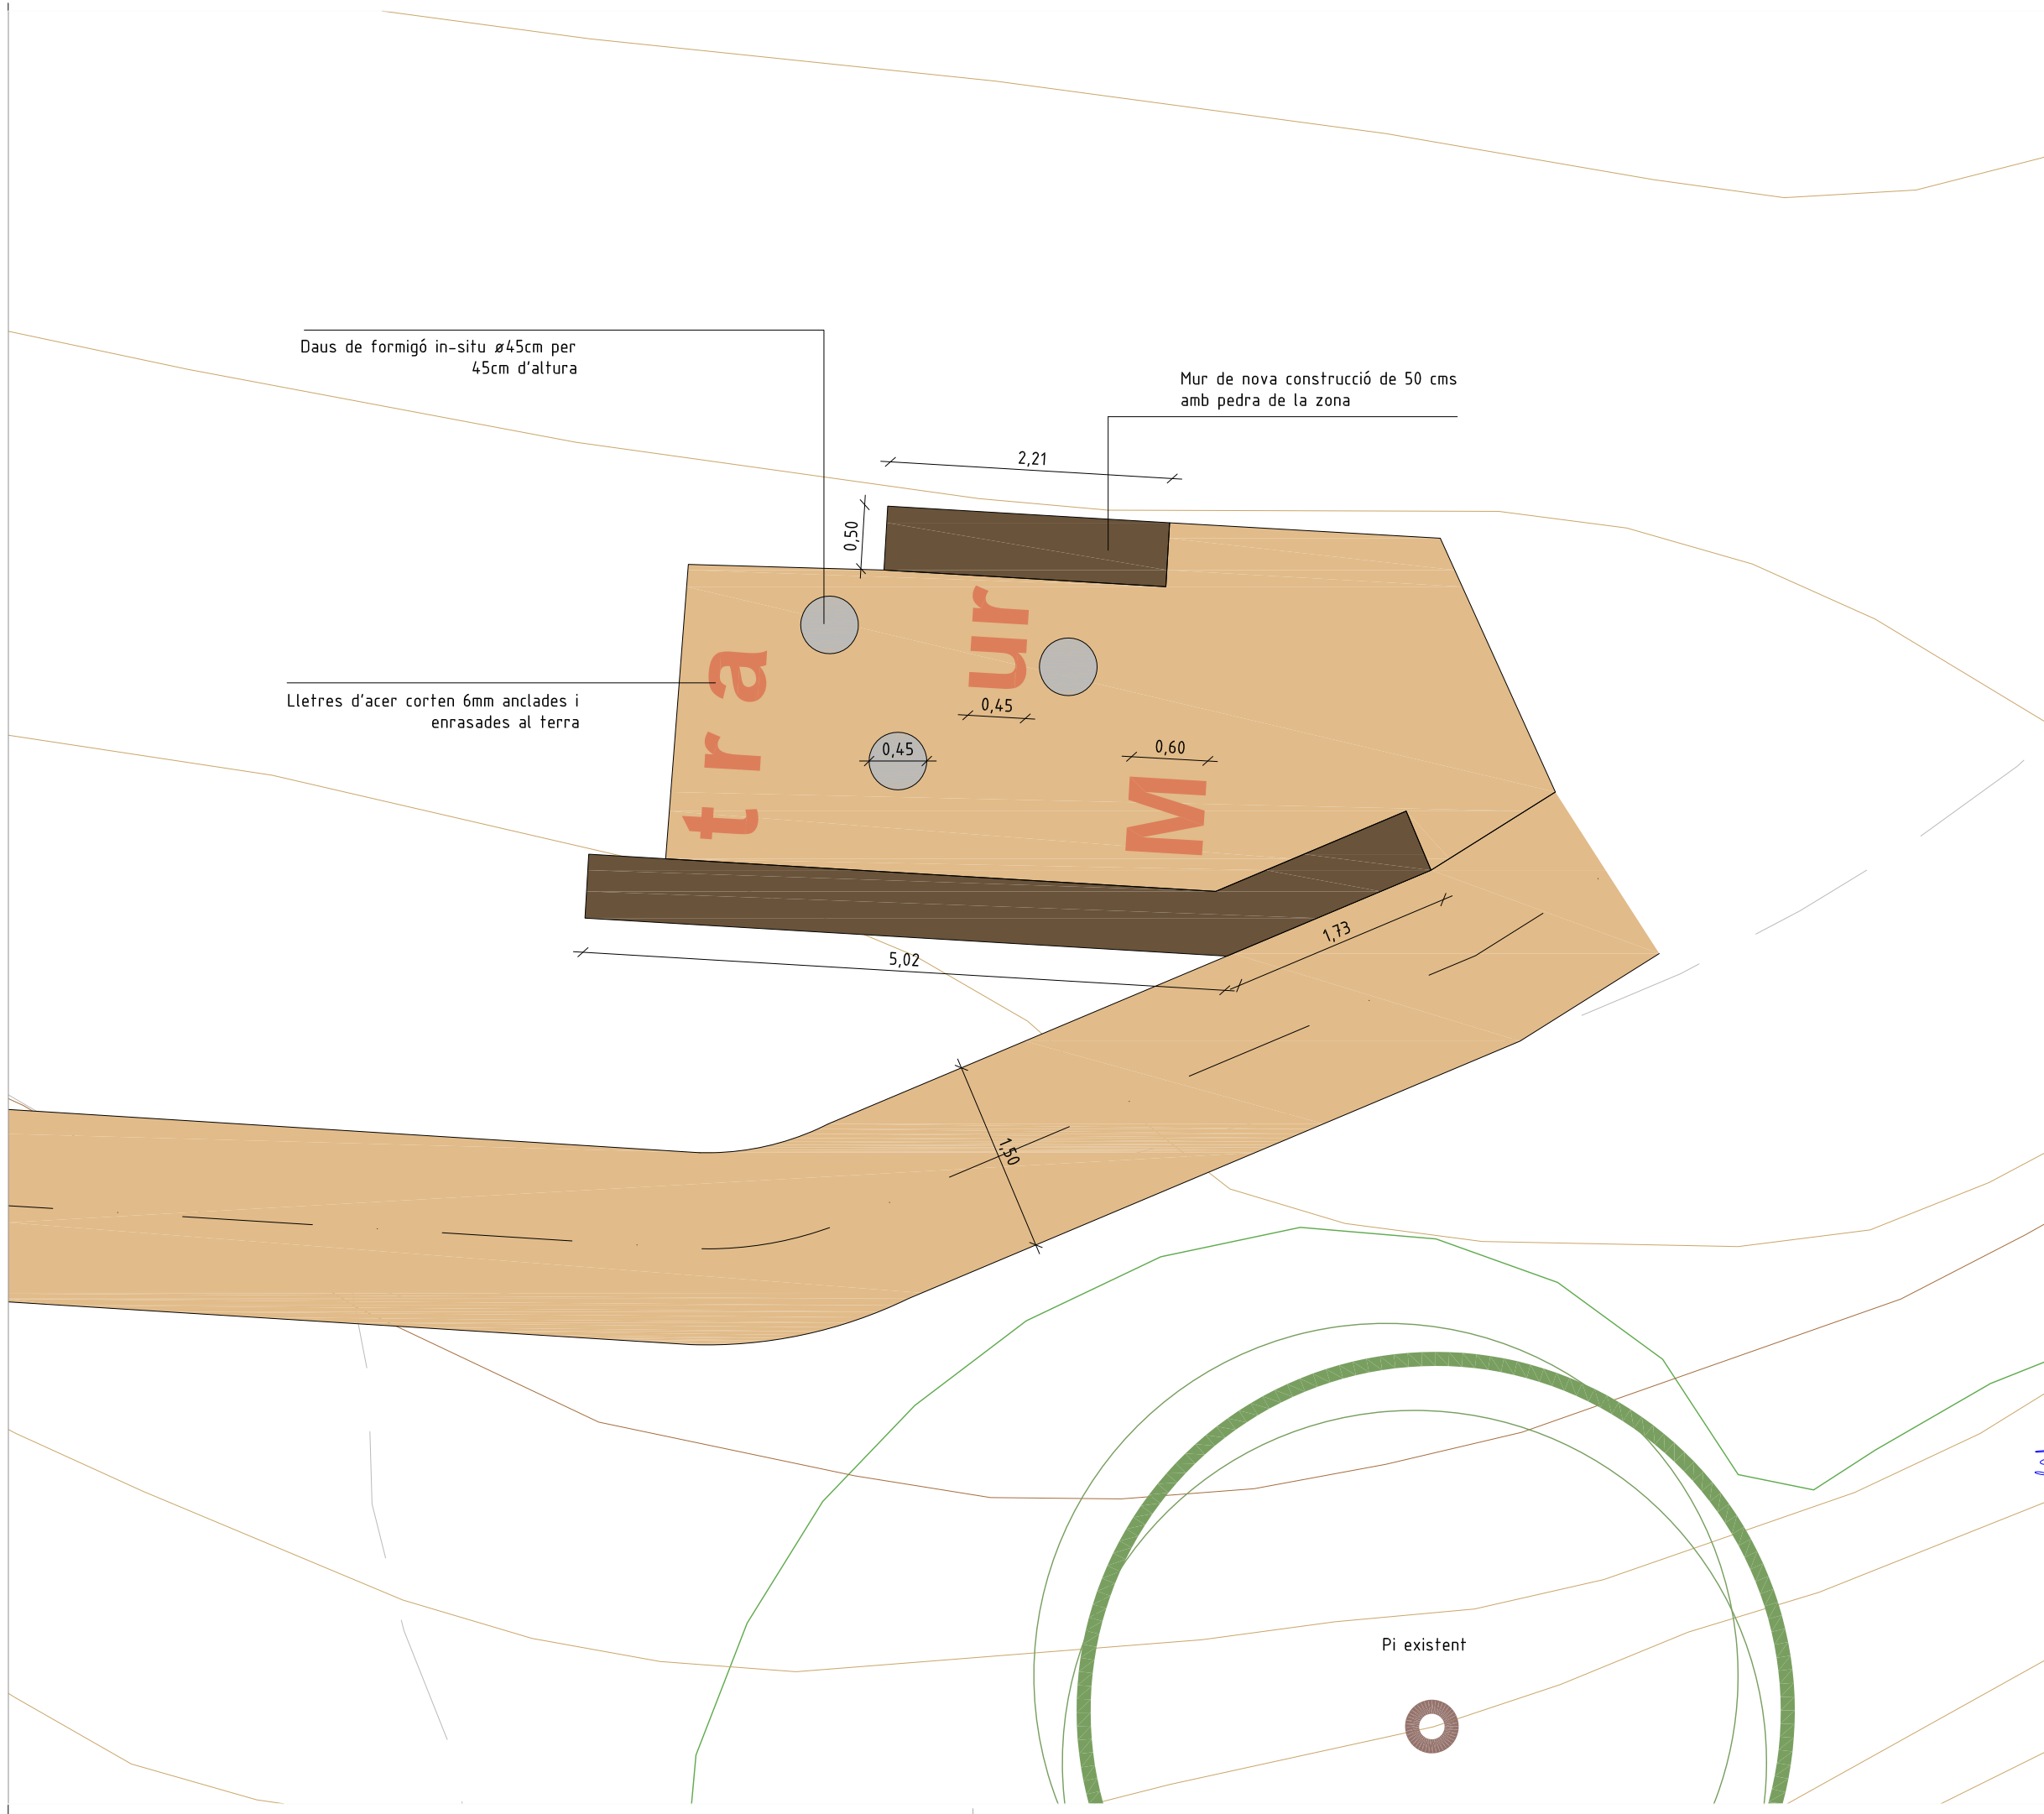 Daus de formigó in-situ ø45cm per
45cm d'altura
Mur de nova construcció de 50 cms
amb pedra de la zona
2,21
0,50
Lletres d'acer corten 6mm anclades i
enrasades al terra
tra
ur
M
0,45
0,45
0,60
1,73
5,02
1,50
Pi existent